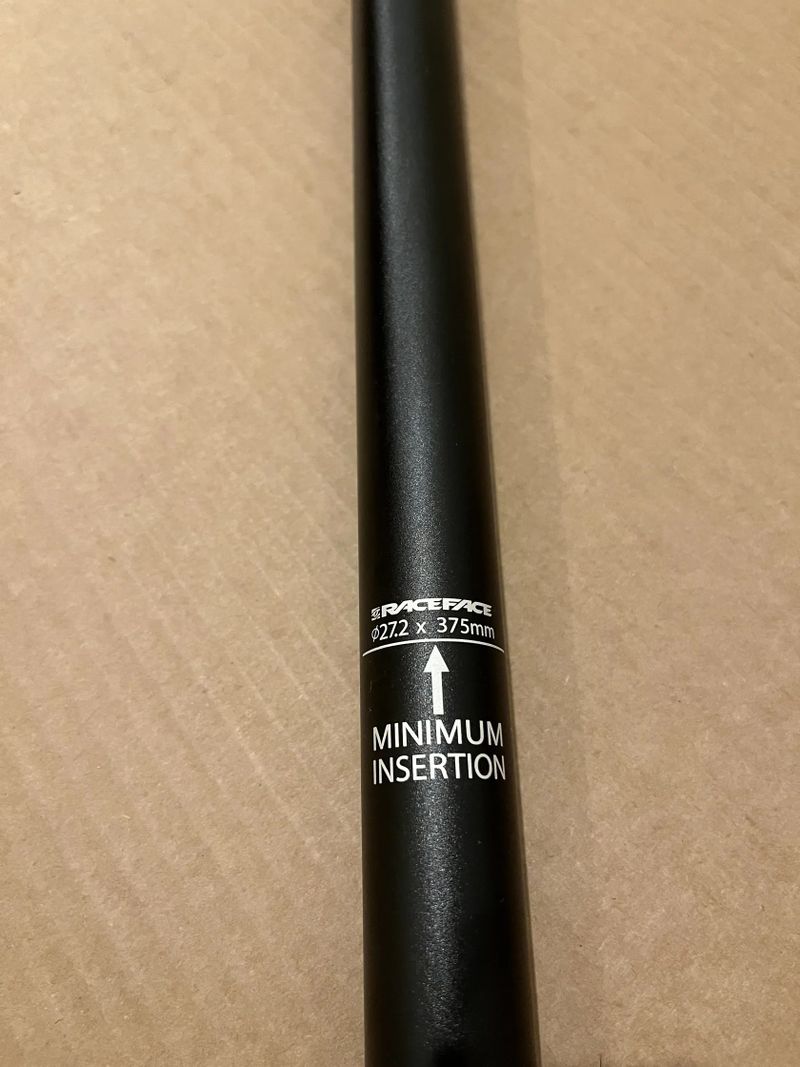 RACEFACE
Ø27.2 x 375mm
MINIMUM
INSERTION